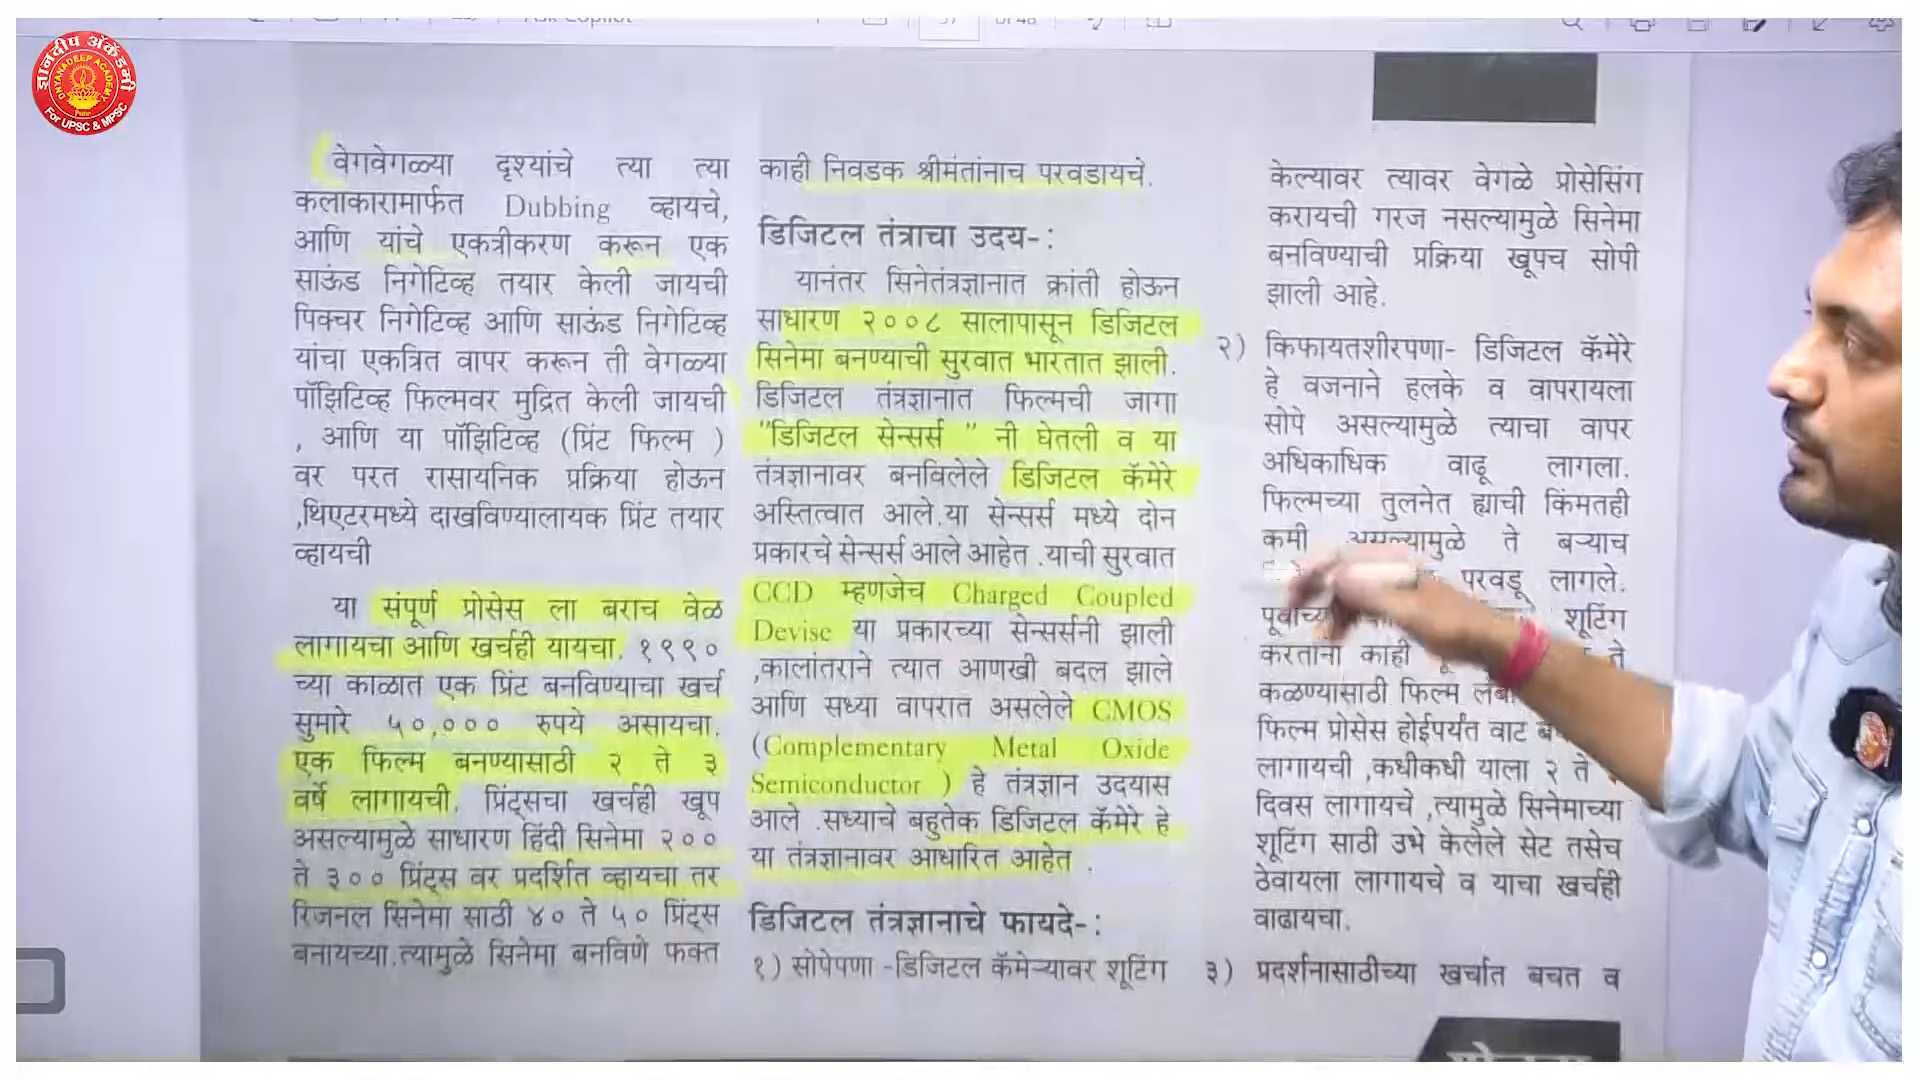 ज्ञानदीप अ‍ॅकॅडमी
DNYANADEEP ACADEMY
Pune
For UPSC & MPSC
वेगवेगळ्या दृश्यांचे त्या त्या
कलाकारामार्फत Dubbing व्हायचे,
आणि यांचे एकत्रीकरण करून एक
साऊंड निगेटिव्ह तयार केली जायची
पिक्चर निगेटिव्ह आणि साऊंड निगेटिव्ह
यांचा एकत्रित वापर करून ती वेगळ्या
पॉझिटिव्ह फिल्मवर मुद्रित केली जायची
, आणि या पॉझिटिव्ह (प्रिंट फिल्म )
वर परत रासायनिक प्रक्रिया होऊन
,थिएटरमध्ये दाखविण्यालायक प्रिंट तयार
व्हायची
या संपूर्ण प्रोसेस ला बराच वेळ
लागायचा आणि खर्चही यायचा. १९९०
च्या काळात एक प्रिंट बनविण्याचा खर्च
सुमारे ५०,००० रुपये असायचा.
एक फिल्म बनण्यासाठी २ ते ३
वर्षे लागायची. प्रिंट्सचा खर्चही खूप
असल्यामुळे साधारण हिंदी सिनेमा २००
ते ३०० प्रिंट्स वर प्रदर्शित व्हायचा तर
रिजनल सिनेमा साठी ४० ते ५० प्रिंट्स
बनायच्या.त्यामुळे सिनेमा बनविणे फक्त
काही निवडक श्रीमंतांनाच परवडायचे.
डिजिटल तंत्राचा उदय-:
यानंतर सिनेतंत्रज्ञानात क्रांती होऊन
साधारण २००८ सालापासून डिजिटल
सिनेमा बनण्याची सुरवात भारतात झाली.
डिजिटल तंत्रज्ञानात फिल्मची जागा
"डिजिटल सेन्सर्स " नी घेतली व या
तंत्रज्ञानावर बनविलेले डिजिटल कॅमेरे
अस्तित्वात आले.या सेन्सर्स मध्ये दोन
प्रकारचे सेन्सर्स आले आहेत .याची सुरवात
CCD म्हणजेच Charged Coupled
Devise या प्रकारच्या सेन्सर्सनी झाली
,कालांतराने त्यात आणखी बदल झाले
आणि सध्या वापरात असलेले CMOS
(Complementary Metal Oxide
Semiconductor ) हे तंत्रज्ञान उदयास
आले .सध्याचे बहुतेक डिजिटल कॅमेरे हे
या तंत्रज्ञानावर आधारित आहेत .
डिजिटल तंत्रज्ञानाचे फायदे-:
१) सोपेपणा -डिजिटल कॅमेऱ्यावर शूटिंग
केल्यावर त्यावर वेगळे प्रोसेसिंग
करायची गरज नसल्यामुळे सिनेमा
बनविण्याची प्रक्रिया खूपच सोपी
झाली आहे.
२) किफायतशीरपणा- डिजिटल कॅमेरे
हे वजनाने हलके व वापरायला
सोपे असल्यामुळे त्याचा वापर
अधिकाधिक वाढू लागला.
फिल्मच्या तुलनेत ह्याची किंमतही
कमी असल्यामुळे ते बऱ्याच
परवडू लागले.
शूटिंग
करतांना काही ते
कळण्यासाठी फिल्म
फिल्म प्रोसेस होईपर्यंत वाट
लागायची ,कधीकधी याला २ ते
दिवस लागायचे ,त्यामुळे सिनेमाच्या
शूटिंग साठी उभे केलेले सेट तसेच
ठेवायला लागायचे व याचा खर्चही
वाढायचा.
३) प्रदर्शनासाठीच्या खर्चात बचत व